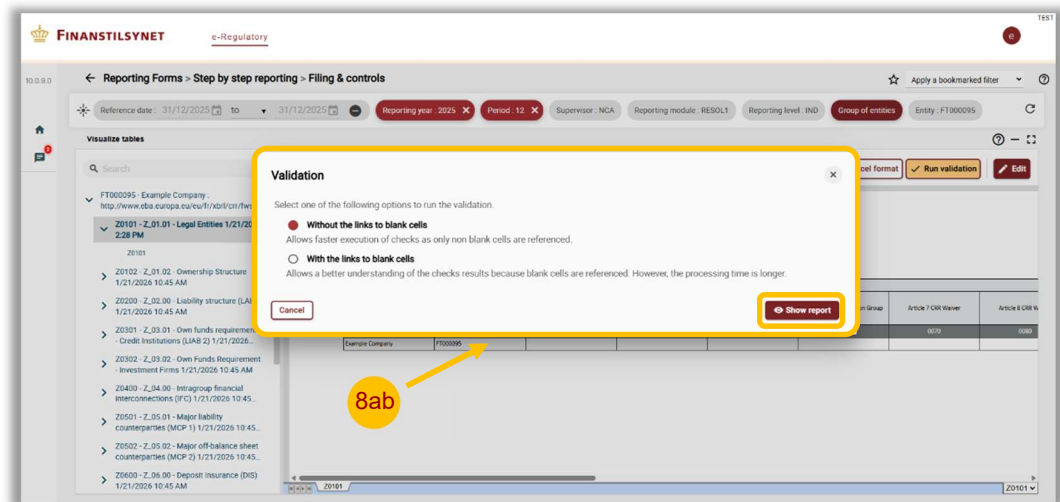 TEST
FINANSTILSYNET
e-Regulatory
e
10.0.9.0
← Reporting Forms > Step by step reporting > Filing & controls
Apply a bookmarked filter
Reference date : 31/12/2025 to 31/12/2025
Reporting year : 2025 X
Period : 12 X
Supervisor : NCA
Reporting module : RESOL1
Reporting level : IND
Group of entities
Entity : FT000095
2
Visualize tables
Search
cel format
Run validation
Edit
FT000095 - Example Company :
http://www.eba.europa.eu/eu/fr/xbrl/crr/fws
Z0101 - Z_01.01 - Legal Entities 1/21/20
2:28 PM
Z0101
Z0102 - Z_01.02 - Ownership Structure
1/21/2026 10:45 AM
Z0200 - Z_02.00 - Liability structure (LIA
1/21/2026 10:45 AM
Z0301 - Z_03.01 - Own funds requiremen
- Credit Institutions (LIAB 2) 1/21/2026...
Z0302 - Z_03.02 - Own Funds Requirement
- Investment Firms 1/21/2026 10:45 AM
Z0400 - Z_04.00 - Intragroup financial
interconnections (IFC) 1/21/2026 10:45...
Z0501 - Z_05.01 - Major liability
counterparties (MCP 1) 1/21/2026 10:45...
Z0502 - Z_05.02 - Major off-balance sheet
counterparties (MCP 2) 1/21/2026 10:45...
Z0600 - Z_06.00 - Deposit insurance (DIS)
1/21/2026 10:45 AM
Validation
Select one of the following options to run the validation.
Without the links to blank cells
Allows faster execution of checks as only non blank cells are referenced.
With the links to blank cells
Allows a better understanding of the checks results because blank cells are referenced. However, the processing time is longer.
Cancel
Show report
n Group
Article 7 CRR Waiver
Article 8 CRR W
0070
0080
Example Company
FT000095
8ab
Z0101
Z0101